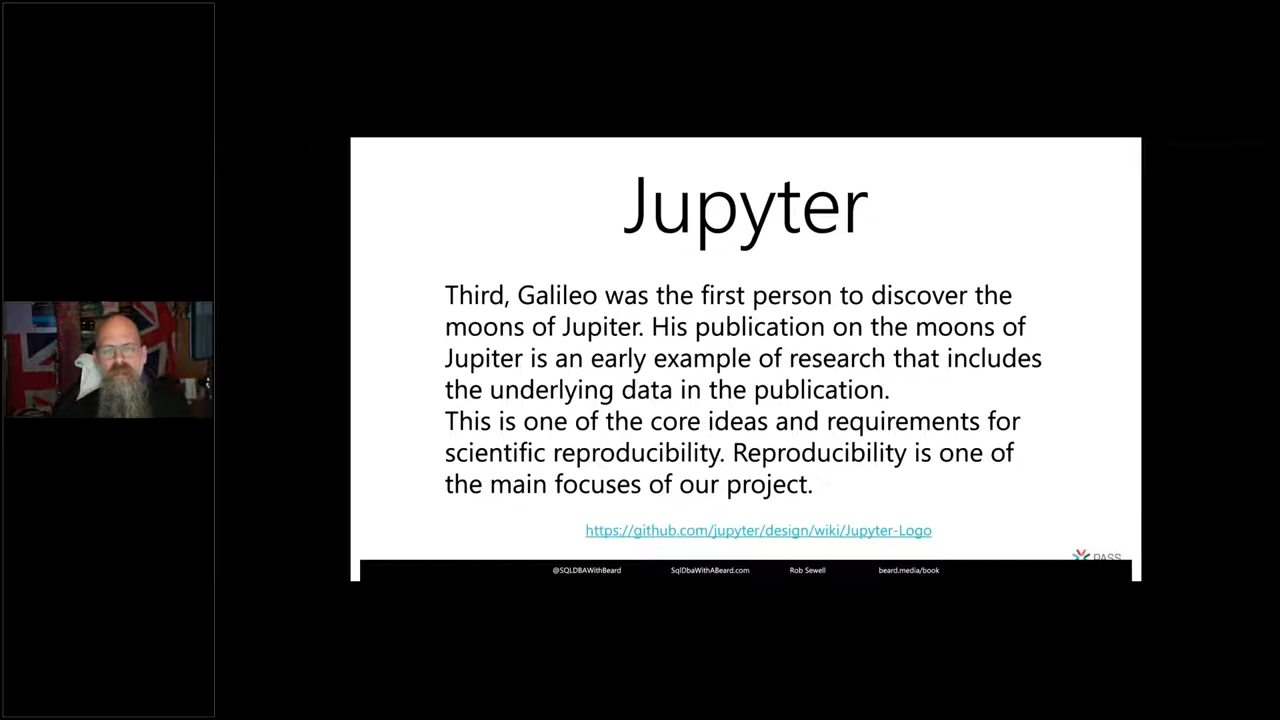 Jupyter
Third, Galileo was the first person to discover the
moons of Jupiter. His publication on the moons of
Jupiter is an early example of research that includes
the underlying data in the publication.
This is one of the core ideas and requirements for
scientific reproducibility. Reproducibility is one of
the main focuses of our project.
https://github.com/jupyter/design/wiki/Jupyter-Logo
PASS
@SQLDBAWithBeard SqlDbaWithABeard.com Rob Sewell beard.media/book